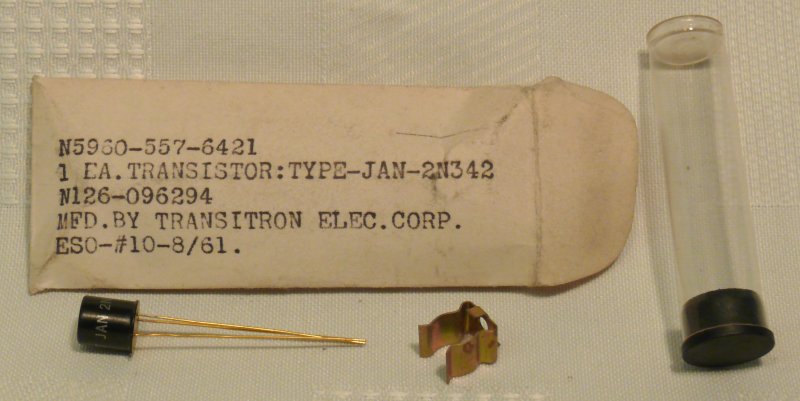 N5960-557-6421
1 EA.TRANSISTOR:TYPE-JAN-2N342
N126-096294
MFD.BY TRANSITRON ELEC.CORP.
ESO-#10-8/61.
JAN 2